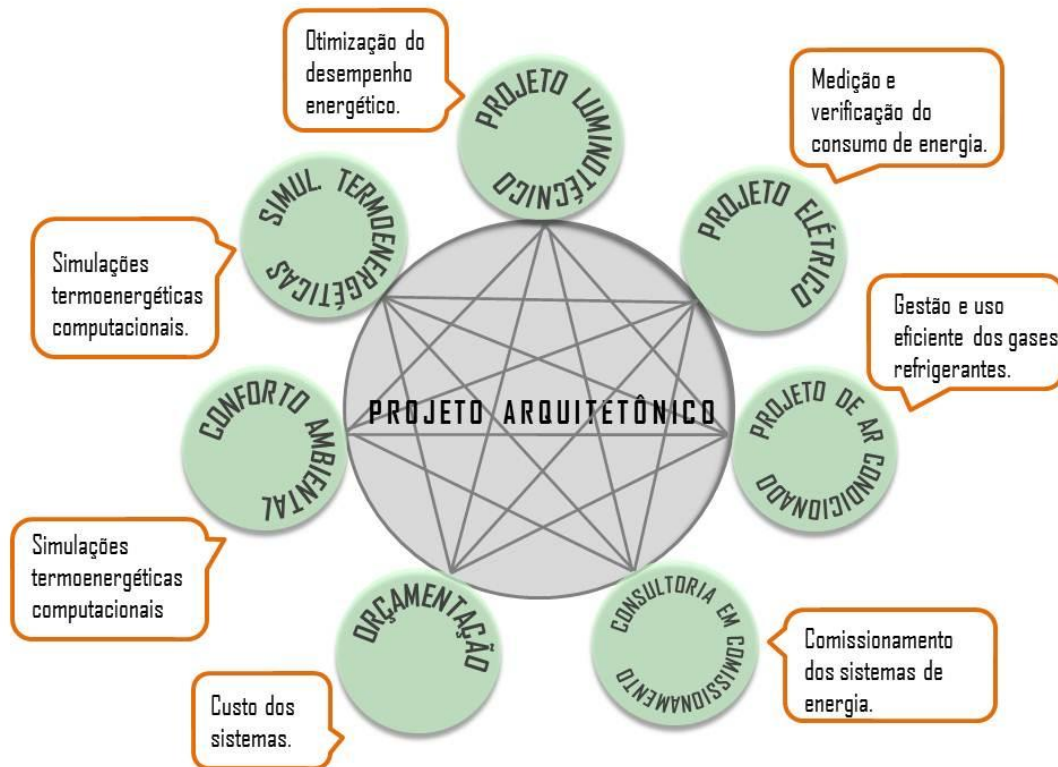 Otimização do
desempenho
energético.
PROJETO LUMINOTÉCNICO
Medição e
verificação do
consumo de energia.
PROJETO ELÉTRICO
SIMUL. TERMOENERGÉTICAS
Simulações
termoenergéticas
computacionais.
Gestão e uso
eficiente dos gases
refrigerantes.
PROJETO DE AR CONDICIONADO
CONFORTO AMBIENTAL
PROJETO ARQUITETÔNICO
Simulações
termoenergéticas
computacionais
ORÇAMENTAÇÃO
CONSULTORIA EM COMISSIONAMENTO
Comissionamento
dos sistemas de
energia.
Custo dos
sistemas.